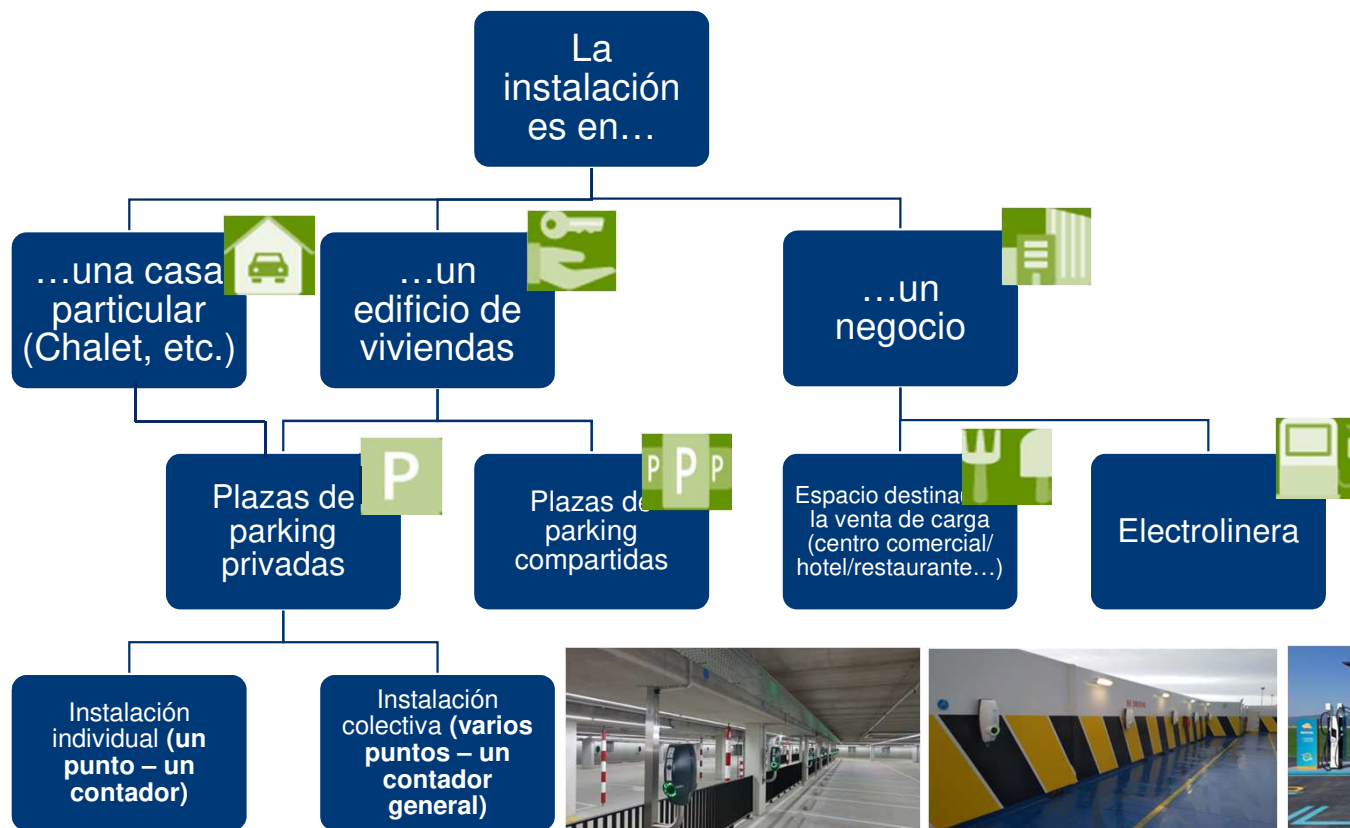 La
instalación
es en…
…una casa
particular
(Chalet, etc.)
…un
edificio de
viviendas
…un
negocio
P
P P P
Plazas de
parking
privadas
Plazas de
parking
compartidas
Espacio
la venta de carga
(centro comercial/
hotel/restaurante…)
Electrolinera
Instalación
individual (un
punto – un
contador)
Instalación
colectiva (varios
puntos – un
contador
general)